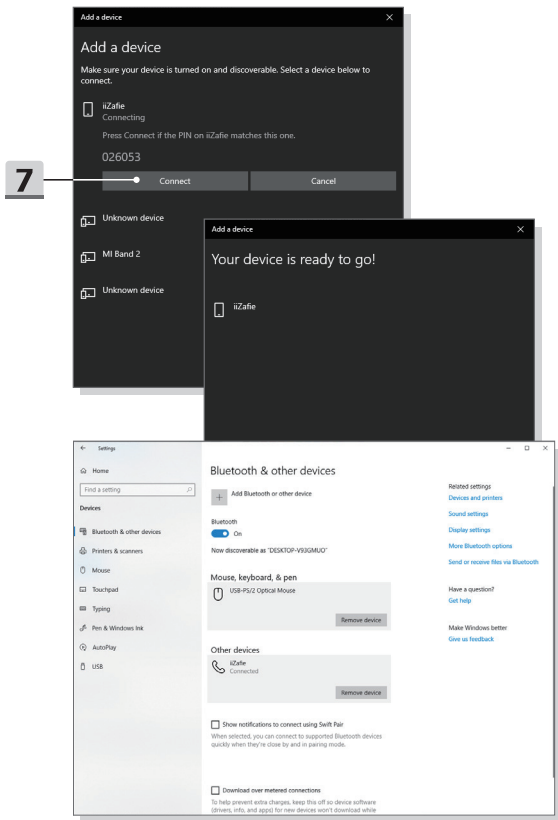 Add a device
Add a device
Make sure your device is turned on and discoverable. Select a device below to
connect.
iiZafie
Connecting
Press Connect if the PIN on iiZafie matches this one.
026053
7
Connect
Cancel
Unknown device
MI Band 2
Unknown device
Add a device
Your device is ready to go!
iiZafie
Settings
Home
Find a setting
Devices
Bluetooth & other devices
Printers & scanners
Mouse
Touchpad
Typing
Pen & Windows Ink
AutoPlay
USB
Bluetooth & other devices
Add Bluetooth or other device
Bluetooth
On
Now discoverable as "DESKTOP-V93GMUO"
Mouse, keyboard, & pen
USB-PS/2 Optical Mouse
Remove device
Other devices
iiZafie
Connected
Remove device
Show notifications to connect using Swift Pair
When selected, you can connect to supported Bluetooth devices
quickly when they're close by and in pairing mode.
Download over metered connections
To help prevent extra charges, keep this off so device software
(drivers, info, and apps) for new devices won't download while
Related settings
Devices and printers
Sound settings
Display settings
More Bluetooth options
Send or receive files via Bluetooth
Have a question?
Get help
Make Windows better
Give us feedback